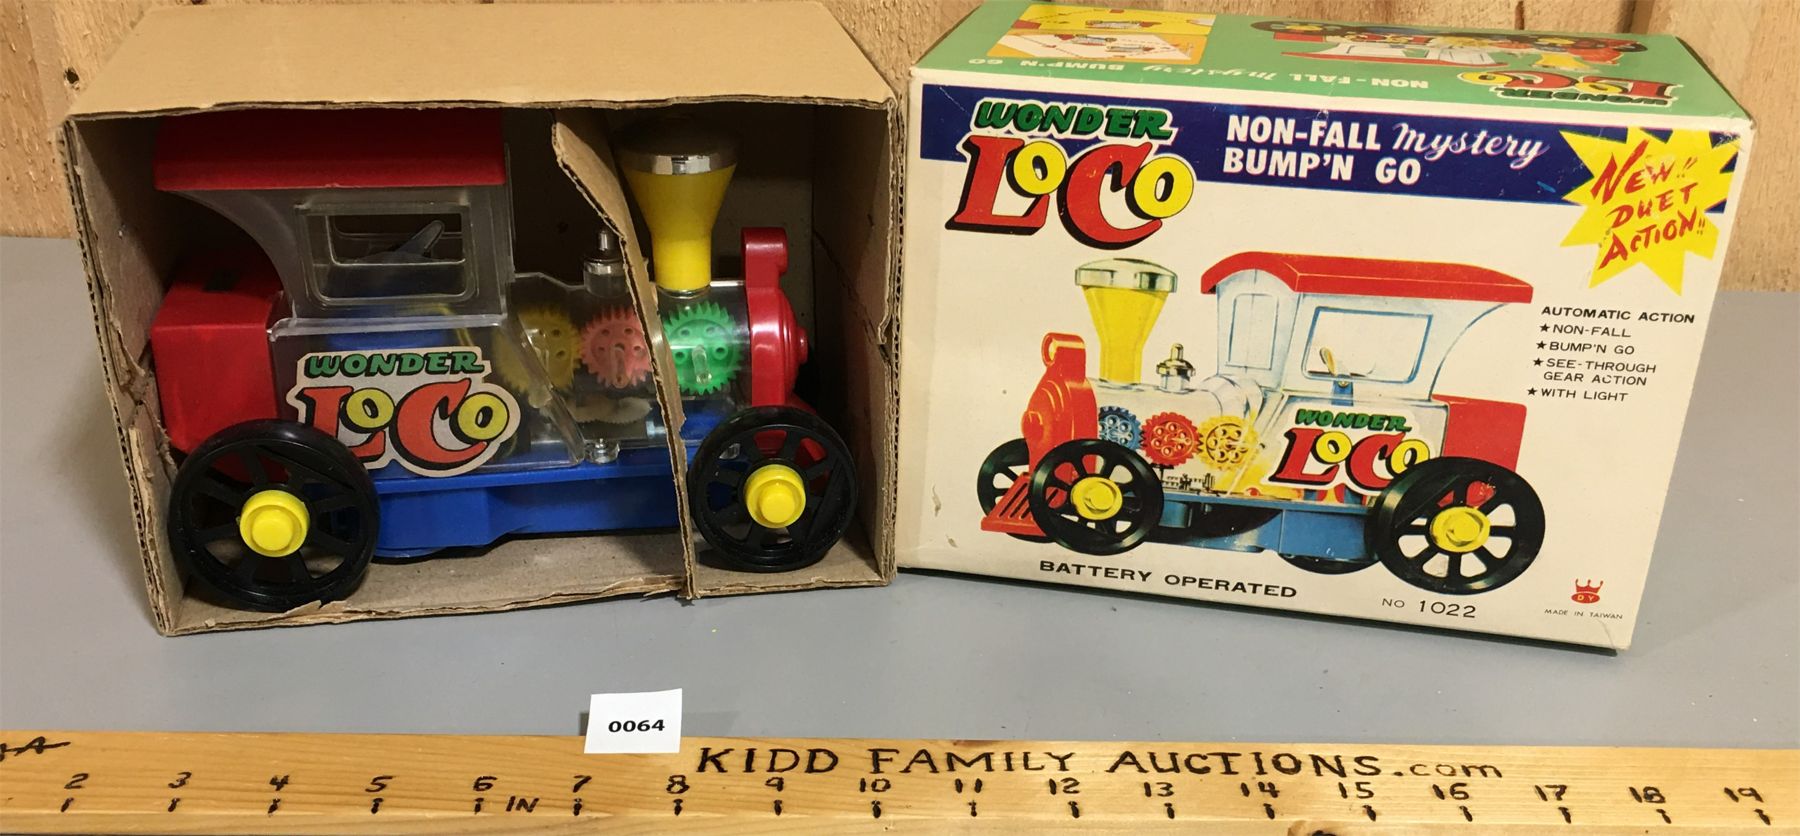 WONDER
LOCO
WONDER
LOCO
NON-FALL mystery BUMP'N GO
WONDER
LOCO
NON-FALL mystery
BUMP'N GO
NEW!!
DUET
ACTION!!
AUTOMATIC ACTION
★NON-FALL
★BUMP'N GO
★SEE-THROUGH
GEAR ACTION
★WITH LIGHT
WONDER
LOCO
BATTERY OPERATED
NO 1022
DY
MADE IN TAIWAN
0064
KIDD FAMILY AUCTIONS.com
2 3 4 5 6 IN 7 8 9 10 11 12 13 14 15 16 17 18 19